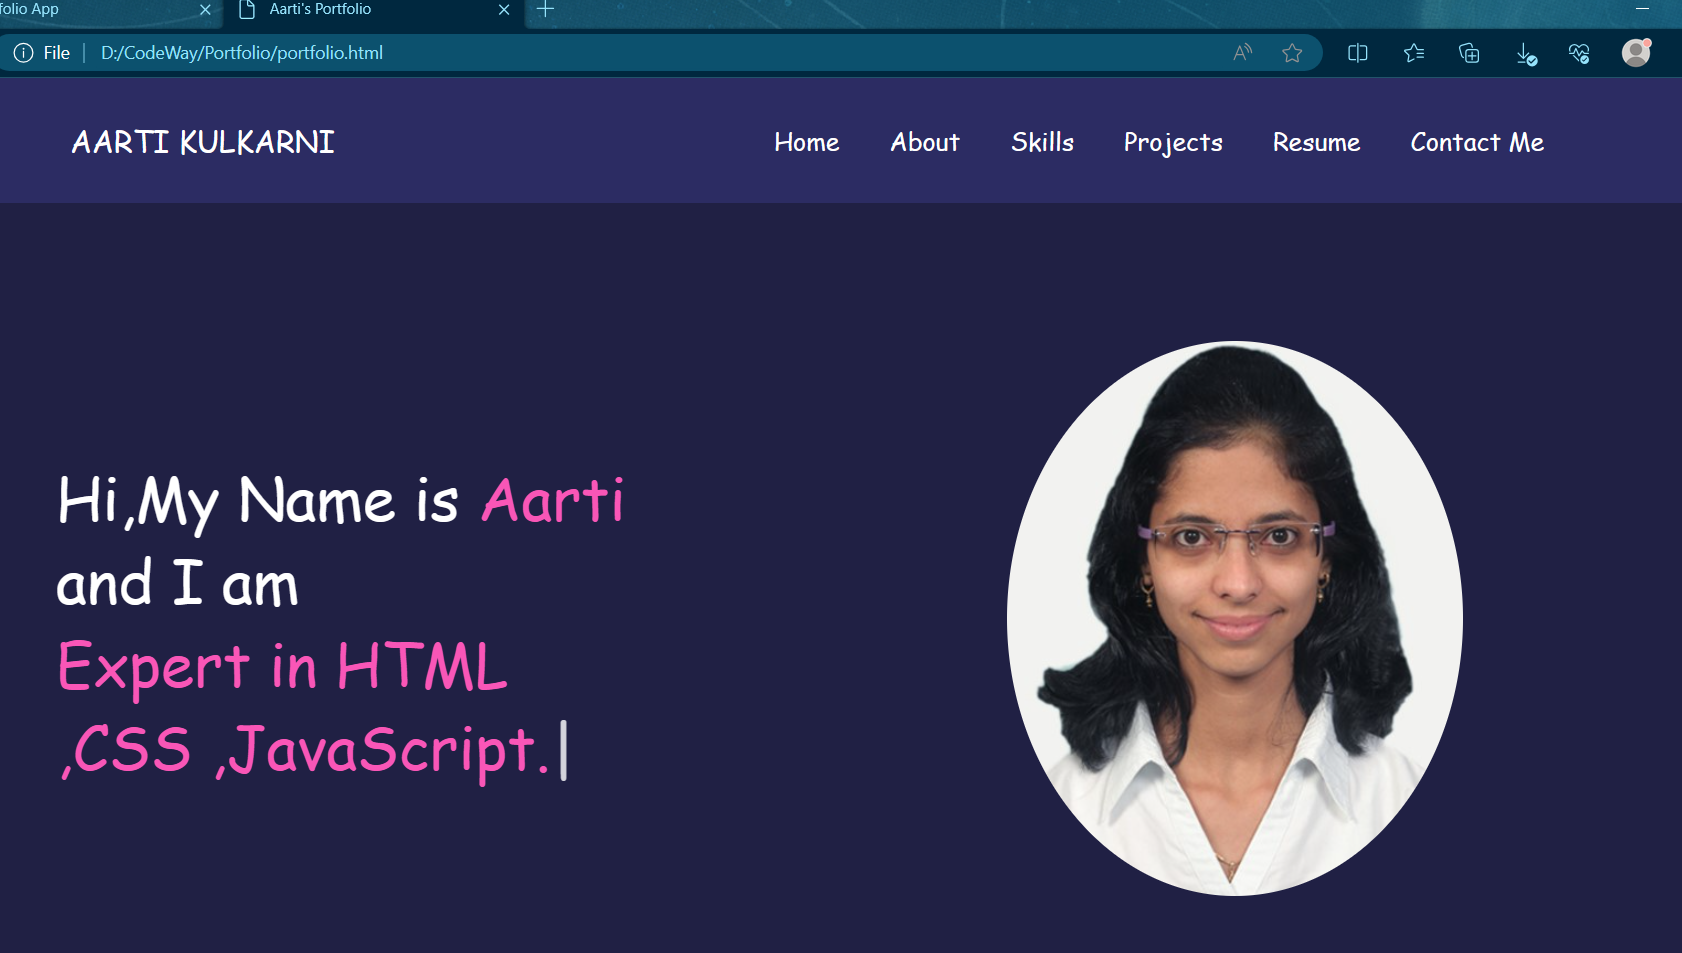 folio App
Aarti's Portfolio
File
D:/CodeWay/Portfolio/portfolio.html
AARTI KULKARNI
Home About Skills Projects Resume Contact Me
Hi,My Name is Aarti
and I am
Expert in HTML
,CSS ,JavaScript.